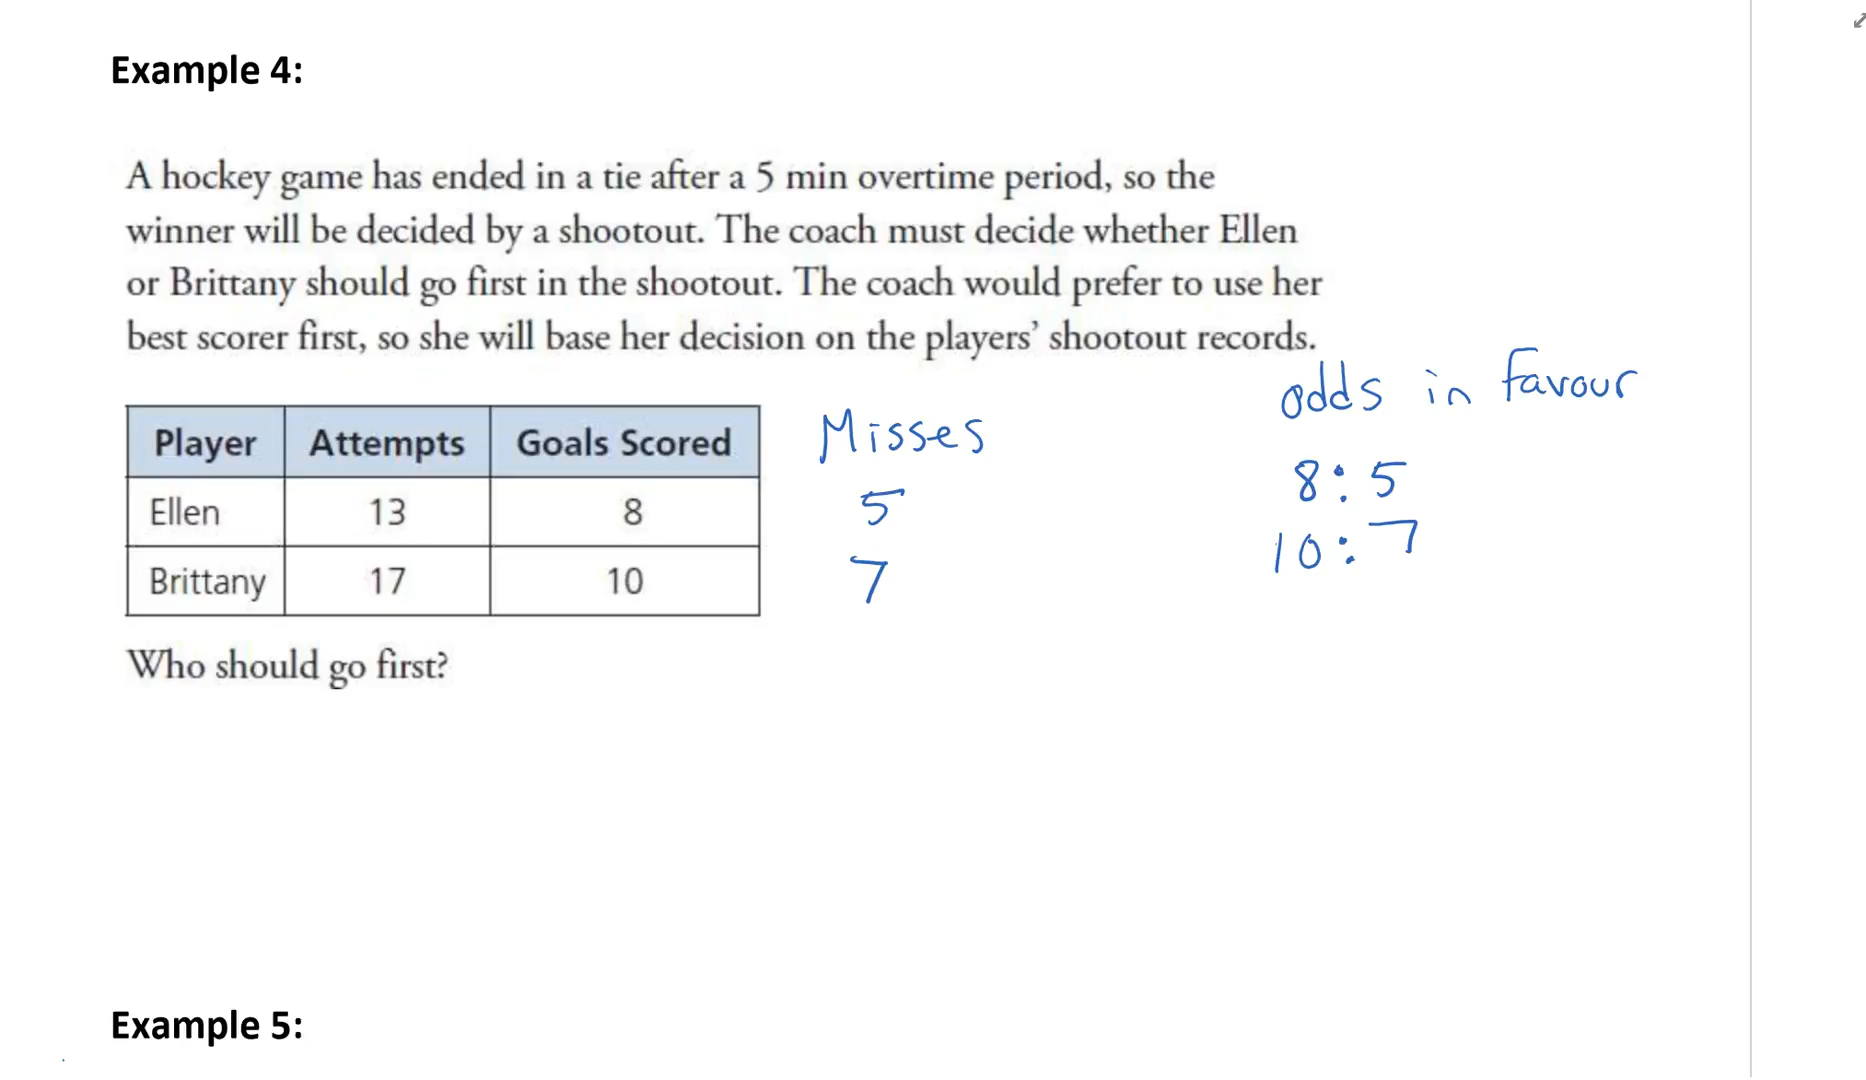 Example 4:
A hockey game has ended in a tie after a 5 min overtime period, so the
winner will be decided by a shootout. The coach must decide whether Ellen
or Brittany should go first in the shootout. The coach would prefer to use her
best scorer first, so she will base her decision on the players' shootout records.
odds in favour
Player Attempts Goals Scored Misses
8:5
Ellen 13 8 5
10:7
Brittany 17 10 7
Who should go first?
Example 5: